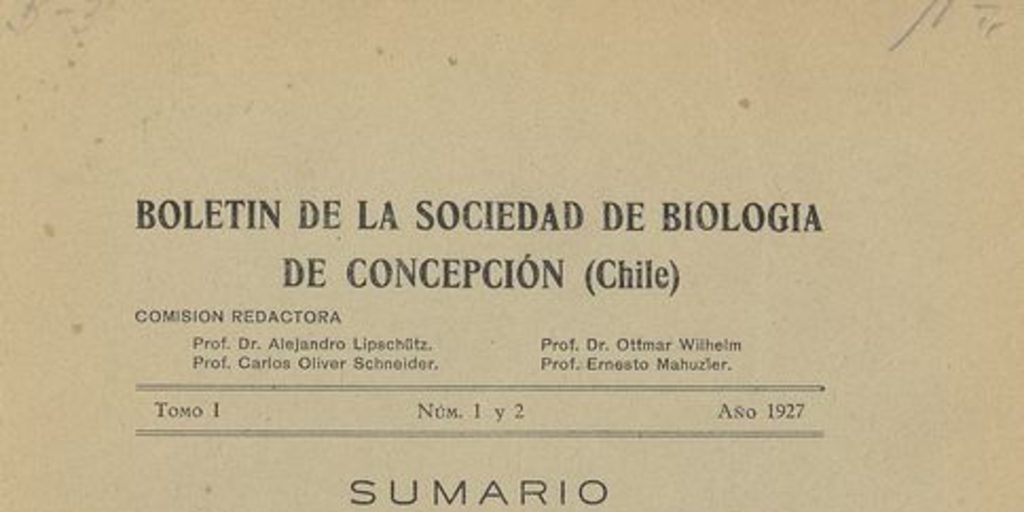 BOLETIN DE LA SOCIEDAD DE BIOLOGIA
DE CONCEPCIÓN (Chile)
COMISION REDACTORA
Prof. Dr. Alejandro Lipschütz. Prof. Dr. Ottmar Wilhelm
Prof. Carlos Oliver Schneider. Prof. Ernesto Mahuzier.
Tomo I Núm. 1 y 2 Año 1927
SUMARIO